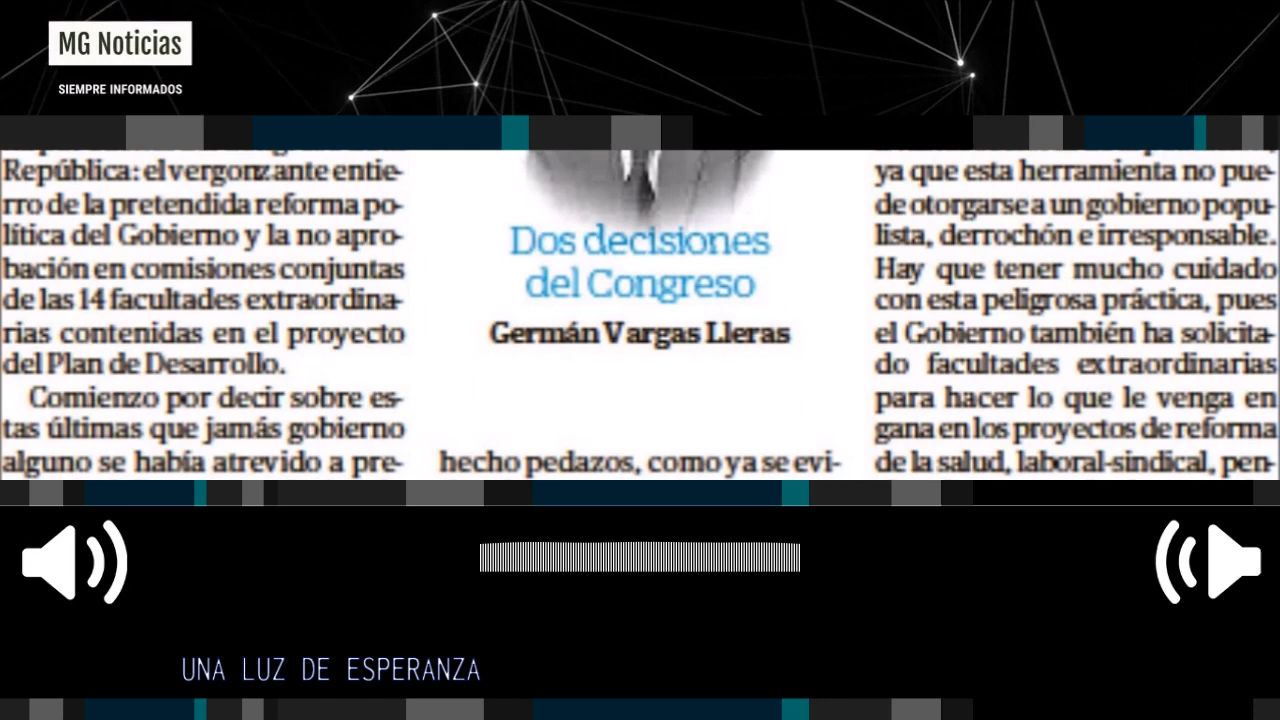 MG Noticias
SIEMPRE INFORMADOS
República: el vergonzante entie-
rro de la pretendida reforma po-
lítica del Gobierno y la no apro-
bación en comisiones conjuntas
de las 14 facultades extraordina-
rias contenidas en el proyecto
del Plan de Desarrollo.
Comienzo por decir sobre es-
tas últimas que jamás gobierno
alguno se había atrevido a pre-
Dos decisiones
del Congreso
Germán Vargas Lleras
hecho pedazos, como ya se evi-
ya que esta herramienta no pue-
de otorgarse a un gobierno popu-
lista, derrochón e irresponsable.
Hay que tener mucho cuidado
con esta peligrosa práctica, pues
el Gobierno también ha solicita-
do facultades extraordinarias
para hacer lo que le venga en
gana en los proyectos de reforma
de la salud, laboral-sindical, pen-
UNA LUZ DE ESPERANZA